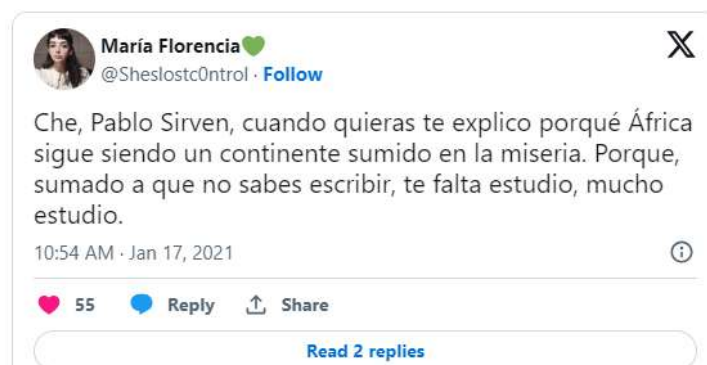 María Florencia💚
@Sheslostc0ntrol · Follow
Che, Pablo Sirven, cuando quieras te explico porqué África
sigue siendo un continente sumido en la miseria. Porque,
sumado a que no sabes escribir, te falta estudio, mucho
estudio.
10:54 AM · Jan 17, 2021
55 Reply Share
Read 2 replies